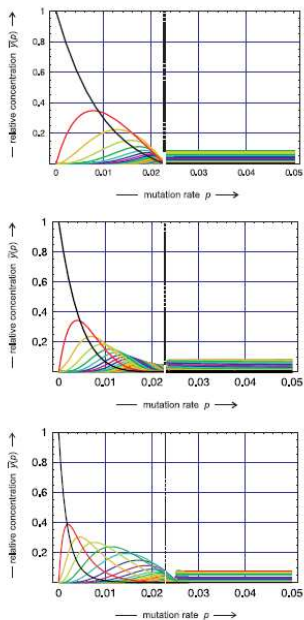 — relative concentration y̅(p) →
1
0,8
0,6
0,4
0,2
0 0.01 0.02 0.03 0.04 0.05
— mutation rate p →
— relative concentration y̅(p) →
1
0.8
0.6
0.4
0.2
0 0,01 0,02 0,03 0,04 0,05
— mutation rate p →
— relative concentration y̅(p) →
1
0,8
0,6
0,4
0,2
0 0.01 0.02 0.03 0.04 0.05
— mutation rate p →